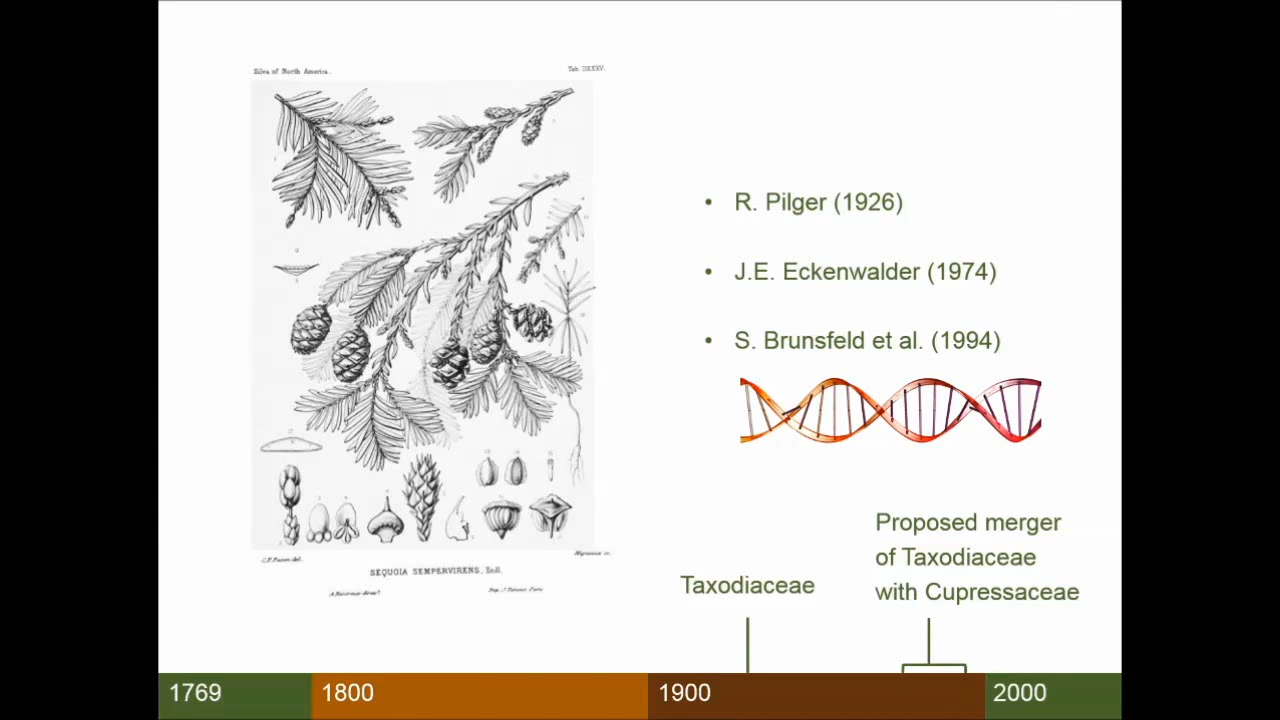 Silva of North America.
R. Pilger (1926)
J.E. Eckenwalder (1974)
S. Brunsfeld et al. (1994)
SEQUOIA SEMPERVIRENS, Endl.
Taxodiaceae
Proposed merger
of Taxodiaceae
with Cupressaceae
1769
1800
1900
2000